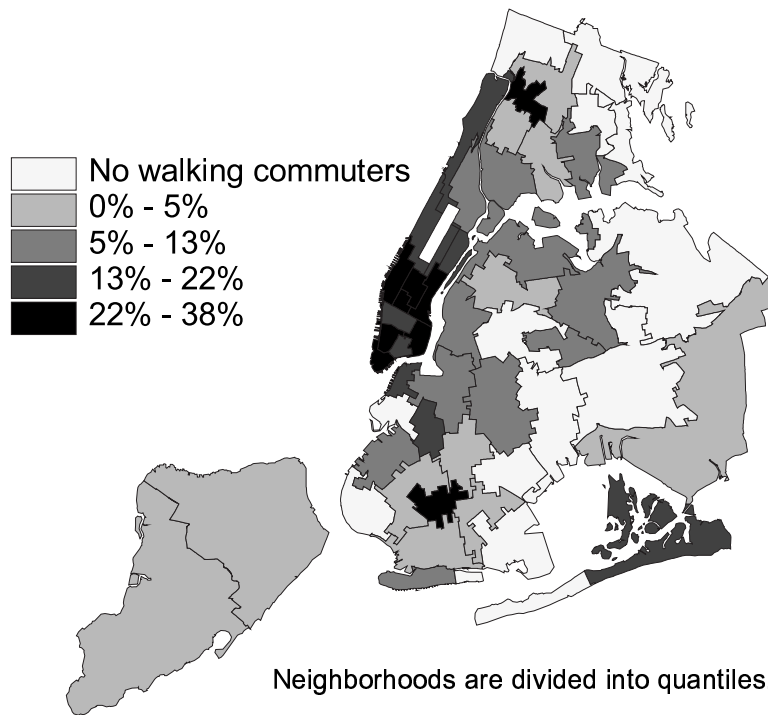 No walking commuters
0% - 5%
5% - 13%
13% - 22%
22% - 38%
Neighborhoods are divided into quantiles.